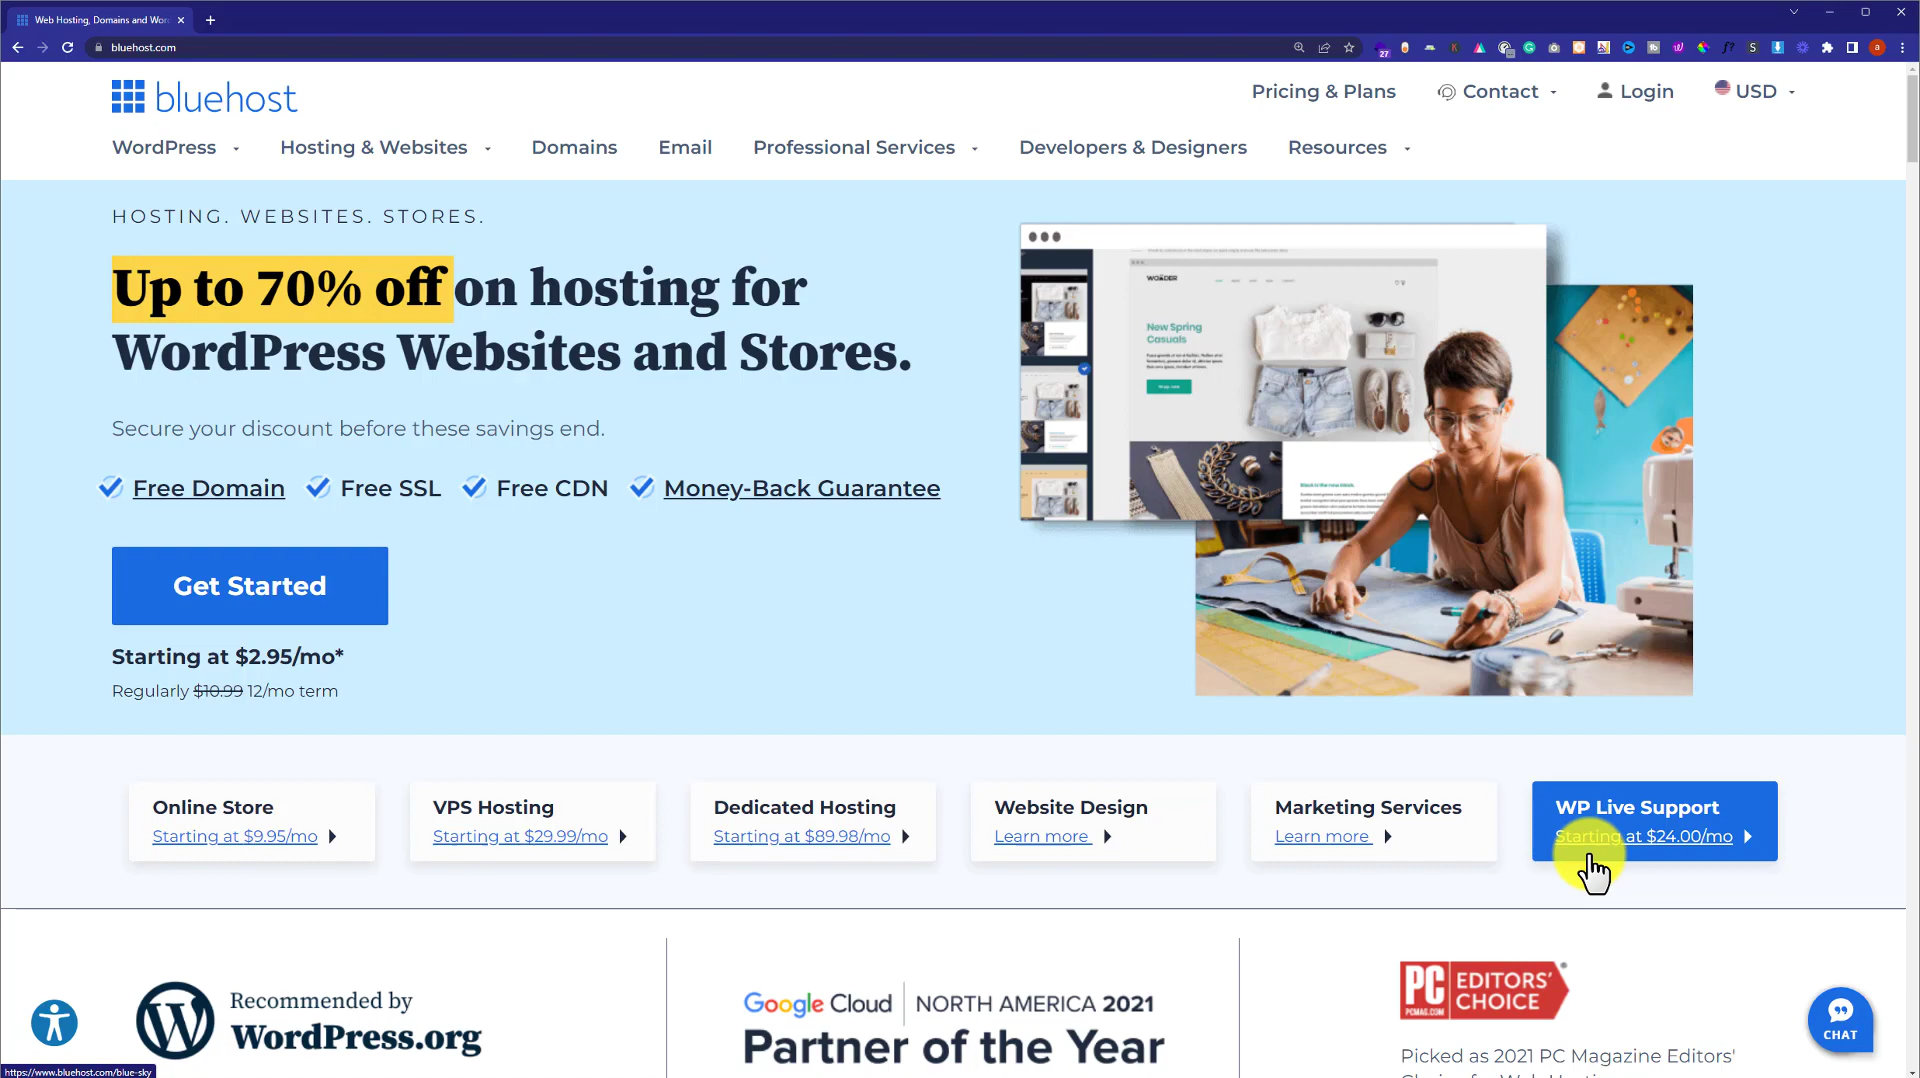 Web Hosting, Domains and Wor
bluehost.com
27
bluehost
Pricing & Plans
Contact
Login
USD
WordPress
Hosting & Websites
Domains
Email
Professional Services
Developers & Designers
Resources
HOSTING. WEBSITES. STORES.
Up to 70% off on hosting for
WordPress Websites and Stores.
Secure your discount before these savings end.
Free Domain
Free SSL
Free CDN
Money-Back Guarantee
Get Started
Starting at $2.95/mo*
Regularly $10.99 12/mo term
New Spring
Casuals
Online Store
Starting at $9.95/mo
VPS Hosting
Starting at $29.99/mo
Dedicated Hosting
Starting at $89.98/mo
Website Design
Learn more
Marketing Services
Learn more
WP Live Support
Starting at $24.00/mo
Recommended by
WordPress.org
Google Cloud
NORTH AMERICA 2021
Partner of the Year
PC
PCMAG.COM
EDITORS'
CHOICE
Picked as 2021 PC Magazine Editors'
CHAT
https://www.bluehost.com/blue-sky